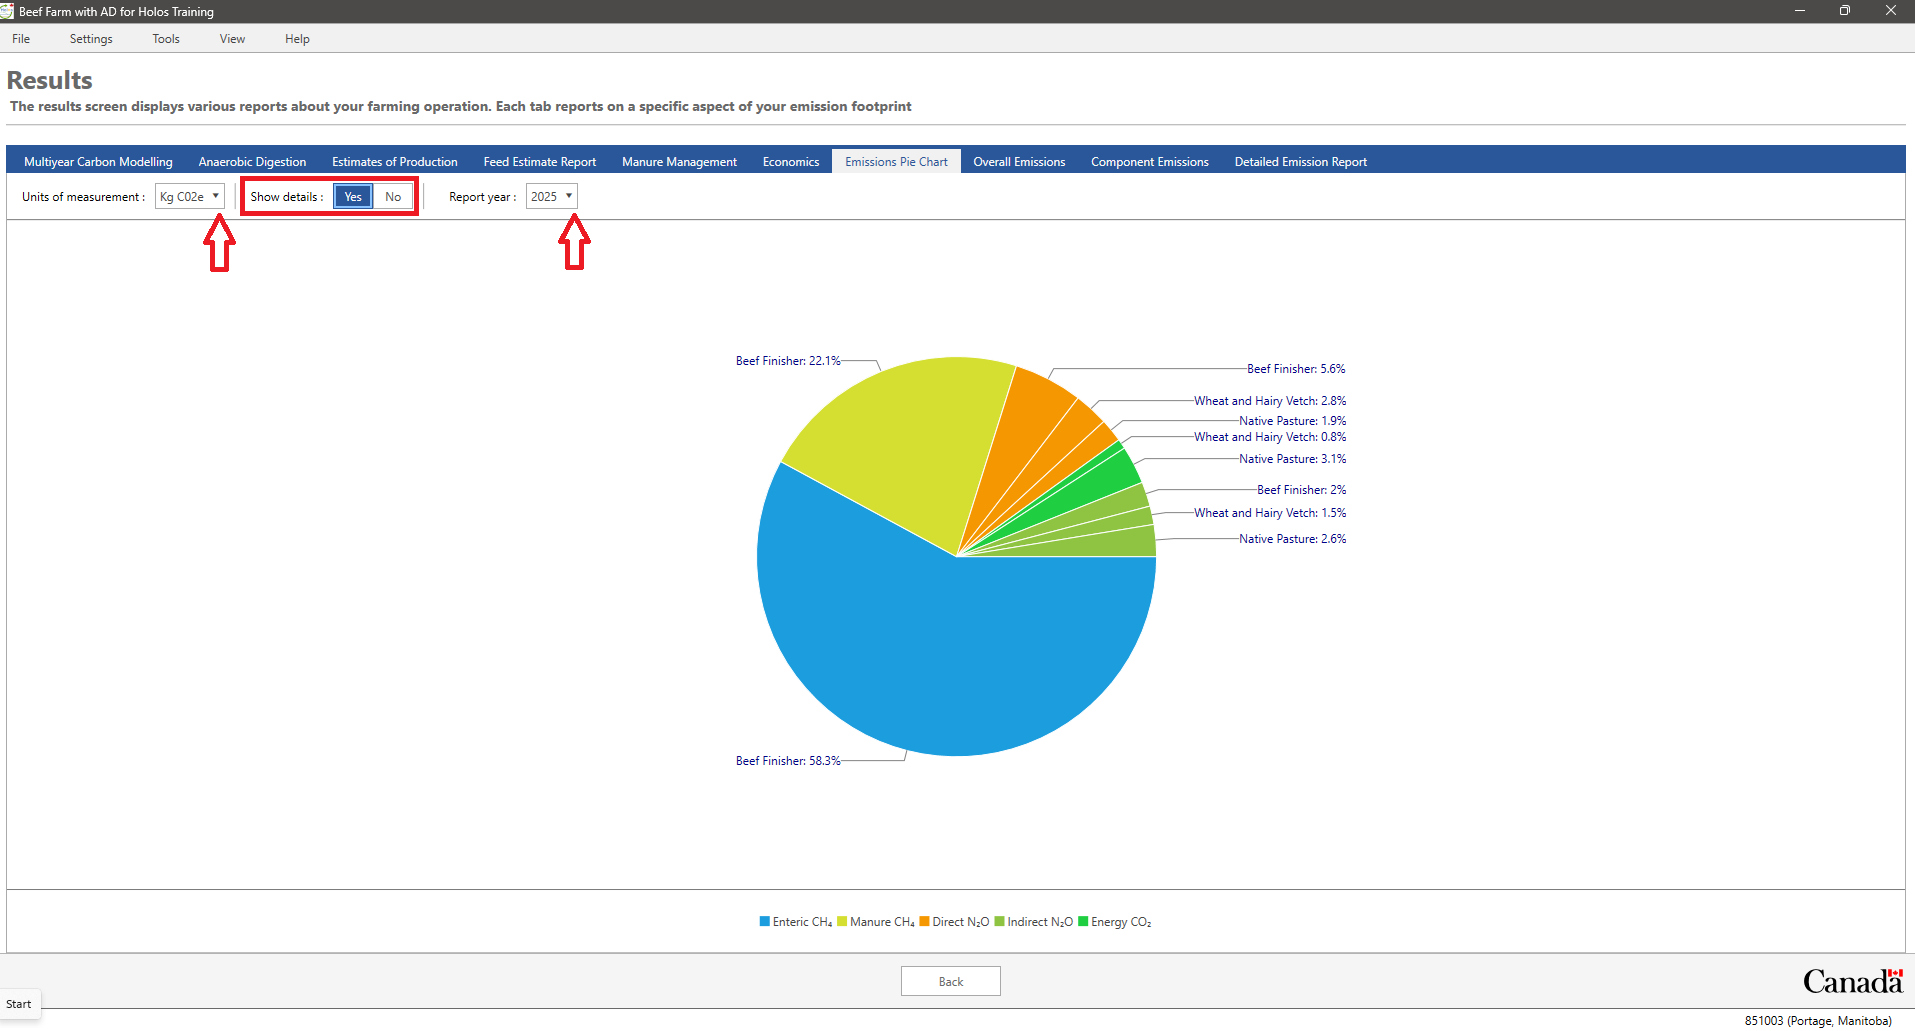 Beef Farm with AD for Holos Training
File Settings Tools View Help
Results
The results screen displays various reports about your farming operation. Each tab reports on a specific aspect of your emission footprint
Multiyear Carbon Modelling Anaerobic Digestion Estimates of Production Feed Estimate Report Manure Management Economics Emissions Pie Chart Overall Emissions Component Emissions Detailed Emission Report
Units of measurement : Kg C02e Show details : Yes No Report year : 2025
Beef Finisher: 22.1%
Beef Finisher: 5.6%
Wheat and Hairy Vetch: 2.8%
Native Pasture: 1.9%
Wheat and Hairy Vetch: 0.8%
Native Pasture: 3.1%
Beef Finisher: 2%
Wheat and Hairy Vetch: 1.5%
Native Pasture: 2.6%
Beef Finisher: 58.3%
Enteric CH₄ Manure CH₄ Direct N₂O Indirect N₂O Energy CO₂
Back
Canada
Start
851003 (Portage, Manitoba)